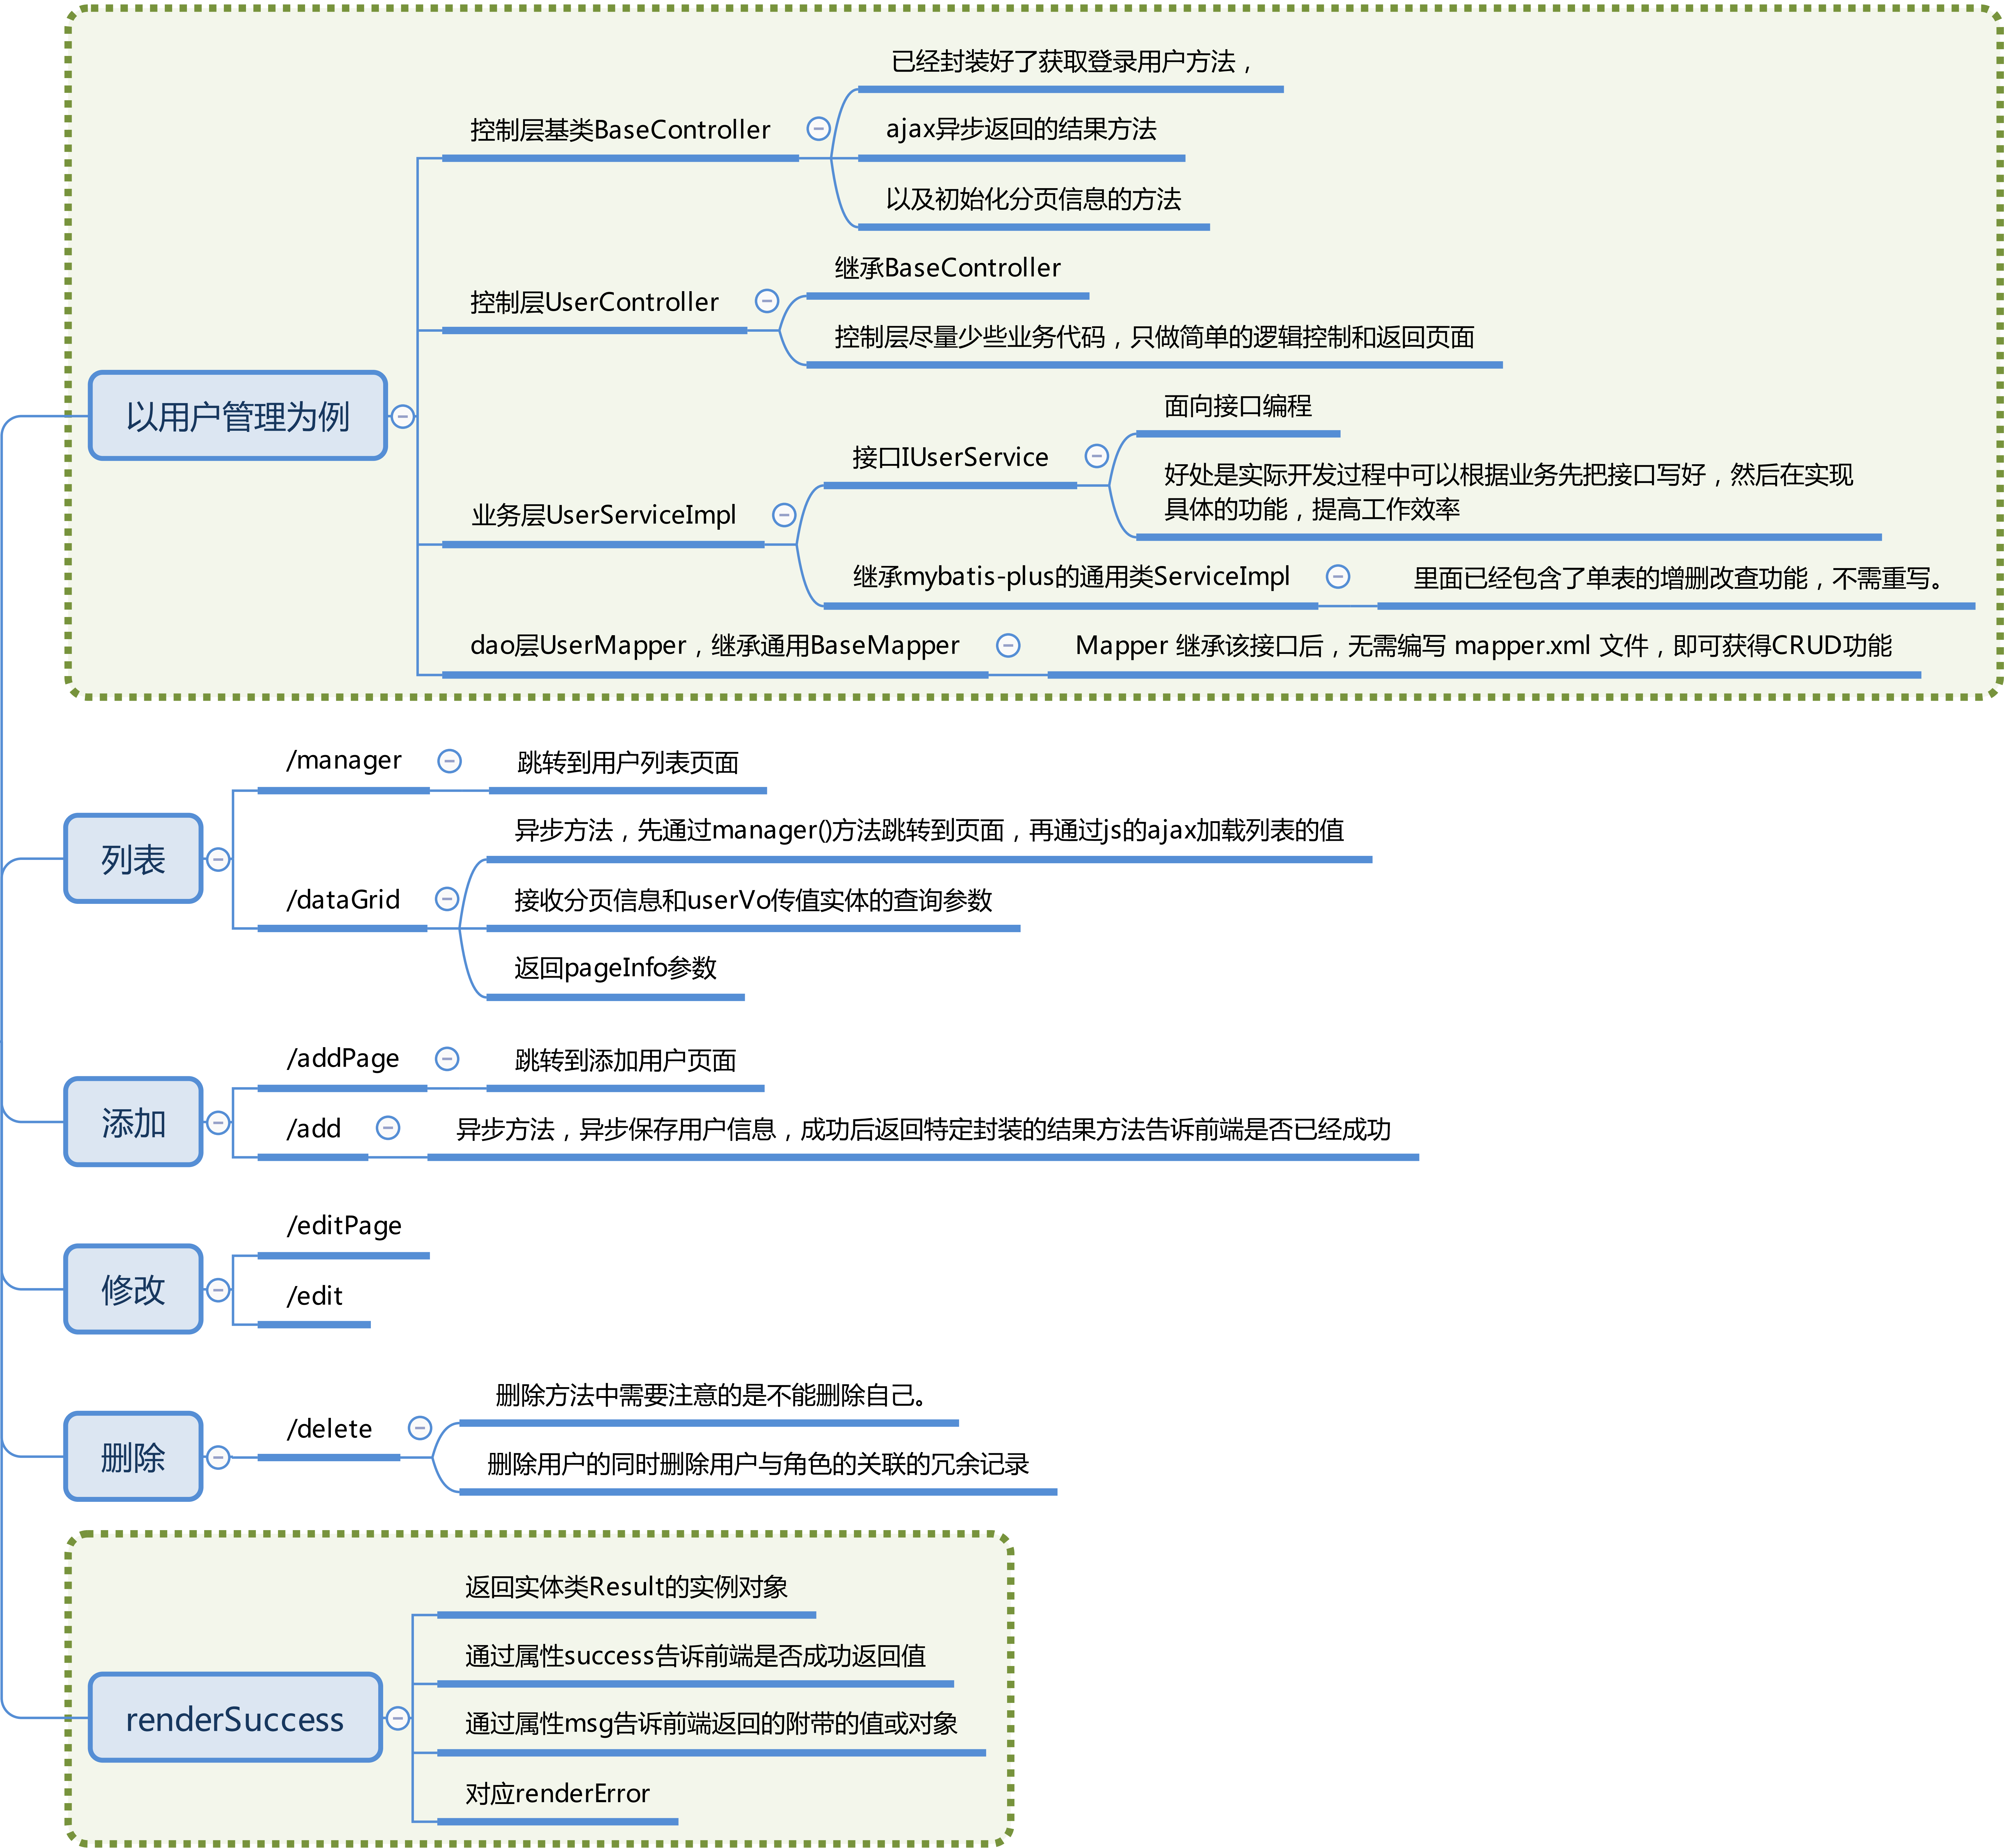 以用户管理为例
控制层基类BaseController
已经封装好了获取登录用户方法，
ajax异步返回的结果方法
以及初始化分页信息的方法
控制层UserController
继承BaseController
控制层尽量少些业务代码，只做简单的逻辑控制和返回页面
业务层UserServiceImpl
接口IUserService
面向接口编程
好处是实际开发过程中可以根据业务先把接口写好，然后在实现
具体的功能，提高工作效率
继承mybatis-plus的通用类ServiceImpl
里面已经包含了单表的增删改查功能，不需重写。
dao层UserMapper，继承通用BaseMapper
Mapper 继承该接口后，无需编写 mapper.xml 文件，即可获得CRUD功能
列表
/manager
跳转到用户列表页面
/dataGrid
异步方法，先通过manager()方法跳转到页面，再通过js的ajax加载列表的值
接收分页信息和userVo传值实体的查询参数
返回pageInfo参数
添加
/addPage
跳转到添加用户页面
/add
异步方法，异步保存用户信息，成功后返回特定封装的结果方法告诉前端是否已经成功
修改
/editPage
/edit
删除
/delete
删除方法中需要注意的是不能删除自己。
删除用户的同时删除用户与角色的关联的冗余记录
renderSuccess
返回实体类Result的实例对象
通过属性success告诉前端是否成功返回值
通过属性msg告诉前端返回的附带的值或对象
对应renderError